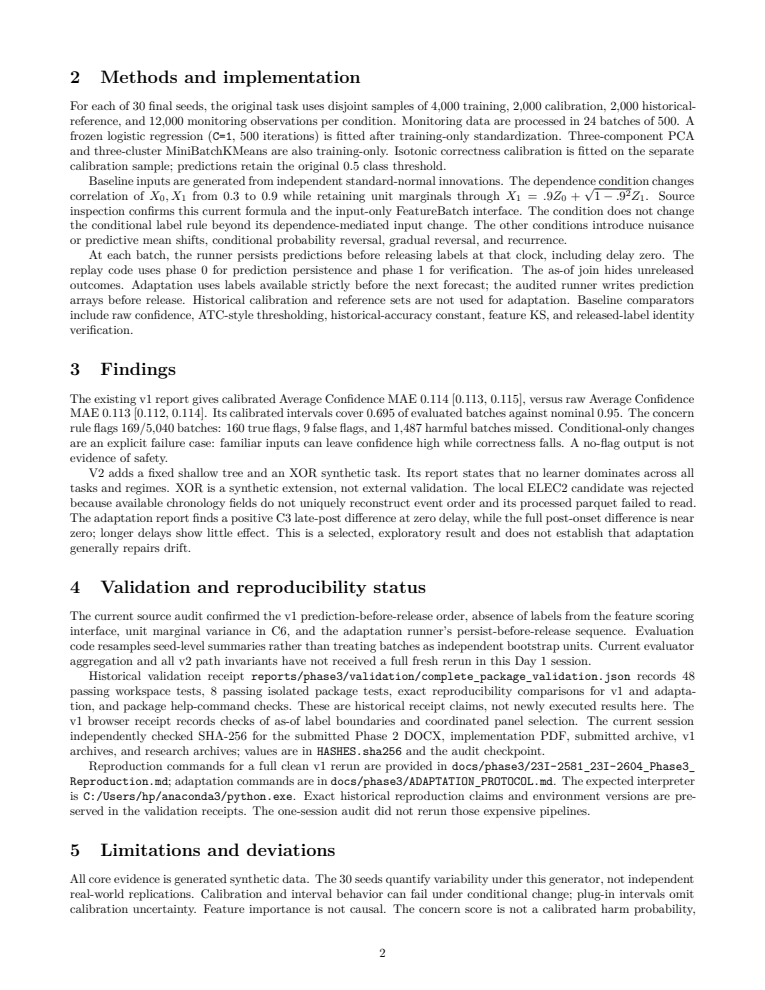 2 Methods and implementation
For each of 30 final seeds, the original task uses disjoint samples of 4,000 training, 2,000 calibration, 2,000 historical-
reference, and 12,000 monitoring observations per condition. Monitoring data are processed in 24 batches of 500. A
frozen logistic regression (C=1, 500 iterations) is fitted after training-only standardization. Three-component PCA
and three-cluster MiniBatchKMeans are also training-only. Isotonic correctness calibration is fitted on the separate
calibration sample; predictions retain the original 0.5 class threshold.
Baseline inputs are generated from independent standard-normal innovations. The dependence condition changes
correlation of X₀, X₁ from 0.3 to 0.9 while retaining unit marginals through X₁ = .9Z₀ + √(1 − .9²)Z₁. Source
inspection confirms this current formula and the input-only FeatureBatch interface. The condition does not change
the conditional label rule beyond its dependence-mediated input change. The other conditions introduce nuisance
or predictive mean shifts, conditional probability reversal, gradual reversal, and recurrence.
At each batch, the runner persists predictions before releasing labels at that clock, including delay zero. The
replay code uses phase 0 for prediction persistence and phase 1 for verification. The as-of join hides unreleased
outcomes. Adaptation uses labels available strictly before the next forecast; the audited runner writes prediction
arrays before release. Historical calibration and reference sets are not used for adaptation. Baseline comparators
include raw confidence, ATC-style thresholding, historical-accuracy constant, feature KS, and released-label identity
verification.
3 Findings
The existing v1 report gives calibrated Average Confidence MAE 0.114 [0.113, 0.115], versus raw Average Confidence
MAE 0.113 [0.112, 0.114]. Its calibrated intervals cover 0.695 of evaluated batches against nominal 0.95. The concern
rule flags 169/5,040 batches: 160 true flags, 9 false flags, and 1,487 harmful batches missed. Conditional-only changes
are an explicit failure case: familiar inputs can leave confidence high while correctness falls. A no-flag output is not
evidence of safety.
V2 adds a fixed shallow tree and an XOR synthetic task. Its report states that no learner dominates across all
tasks and regimes. XOR is a synthetic extension, not external validation. The local ELEC2 candidate was rejected
because available chronology fields do not uniquely reconstruct event order and its processed parquet failed to read.
The adaptation report finds a positive C3 late-post difference at zero delay, while the full post-onset difference is near
zero; longer delays show little effect. This is a selected, exploratory result and does not establish that adaptation
generally repairs drift.
4 Validation and reproducibility status
The current source audit confirmed the v1 prediction-before-release order, absence of labels from the feature scoring
interface, unit marginal variance in C6, and the adaptation runner's persist-before-release sequence. Evaluation
code resamples seed-level summaries rather than treating batches as independent bootstrap units. Current evaluator
aggregation and all v2 path invariants have not received a full fresh rerun in this Day 1 session.
Historical validation receipt reports/phase3/validation/complete_package_validation.json records 48
passing workspace tests, 8 passing isolated package tests, exact reproducibility comparisons for v1 and adapta-
tion, and package help-command checks. These are historical receipt claims, not newly executed results here. The
v1 browser receipt records checks of as-of label boundaries and coordinated panel selection. The current session
independently checked SHA-256 for the submitted Phase 2 DOCX, implementation PDF, submitted archive, v1
archives, and research archives; values are in HASHES.sha256 and the audit checkpoint.
Reproduction commands for a full clean v1 rerun are provided in docs/phase3/23I-2581_23I-2604_Phase3_
Reproduction.md; adaptation commands are in docs/phase3/ADAPTATION_PROTOCOL.md. The expected interpreter
is C:/Users/hp/anaconda3/python.exe. Exact historical reproduction claims and environment versions are pre-
served in the validation receipts. The one-session audit did not rerun those expensive pipelines.
5 Limitations and deviations
All core evidence is generated synthetic data. The 30 seeds quantify variability under this generator, not independent
real-world replications. Calibration and interval behavior can fail under conditional change; plug-in intervals omit
calibration uncertainty. Feature importance is not causal. The concern score is not a calibrated harm probability,
2